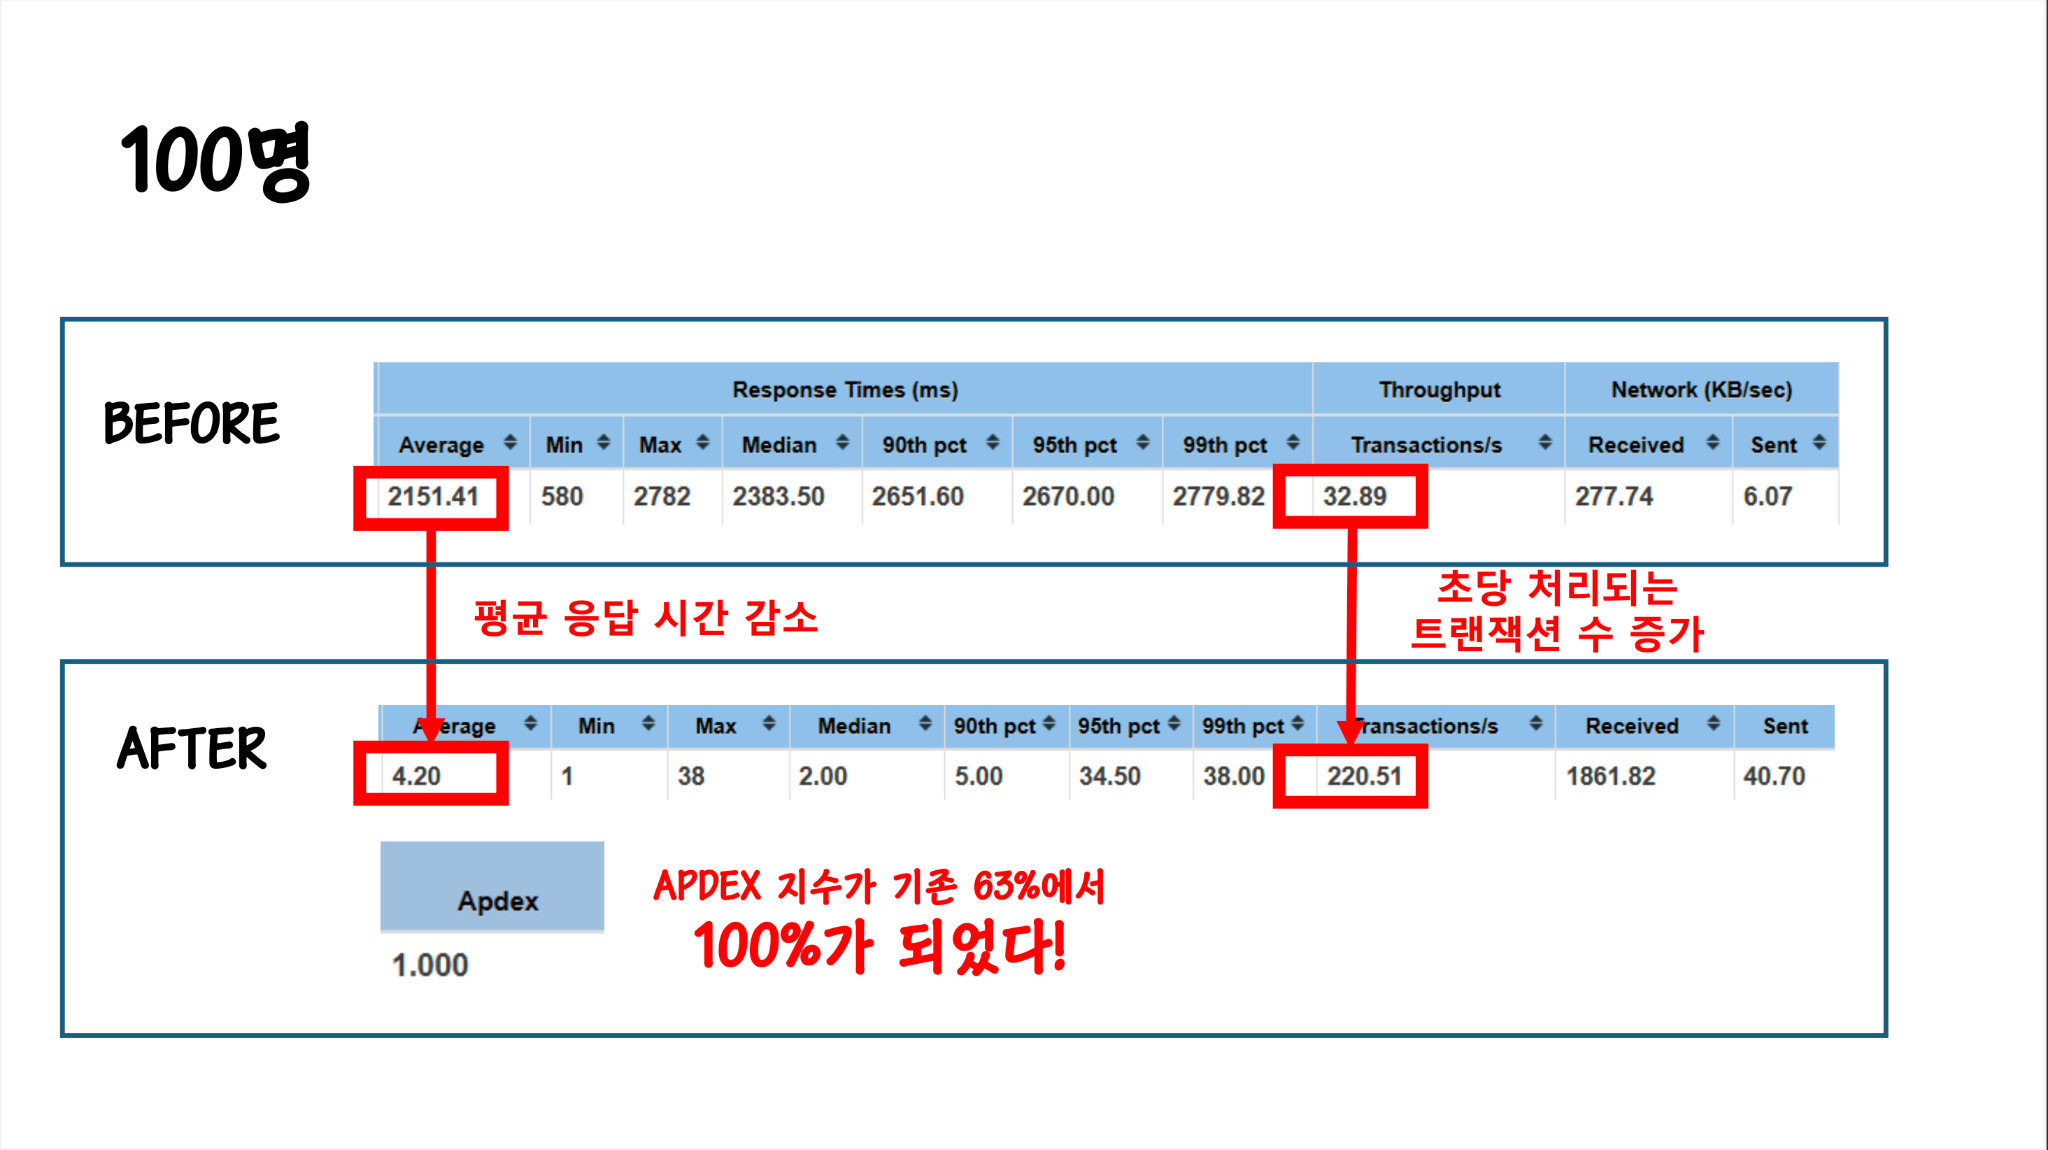 100명
BEFORE
Response Times (ms) Throughput Network (KB/sec)
Average Min Max Median 90th pct 95th pct 99th pct Transactions/s Received Sent
2151.41 580 2782 2383.50 2651.60 2670.00 2779.82 32.89 277.74 6.07
평균 응답 시간 감소
초당 처리되는
트랜잭션 수 증가
AFTER
Average Min Max Median 90th pct 95th pct 99th pct Transactions/s Received Sent
4.20 1 38 2.00 5.00 34.50 38.00 220.51 1861.82 40.70
Apdex
1.000
APDEX 지수가 기존 63%에서
100%가 되었다!